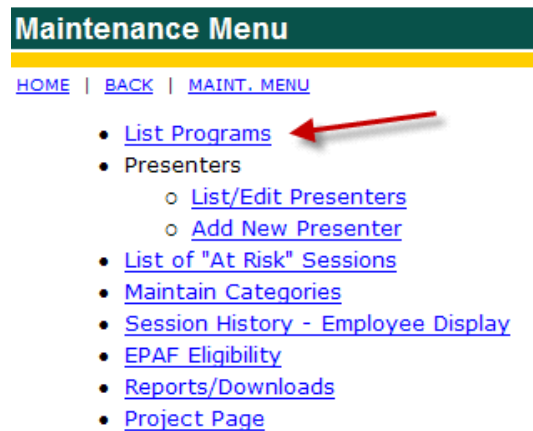 Maintenance Menu
HOME | BACK | MAINT. MENU
• List Programs
• Presenters
o List/Edit Presenters
o Add New Presenter
• List of "At Risk" Sessions
• Maintain Categories
• Session History - Employee Display
• EPAF Eligibility
• Reports/Downloads
• Project Page